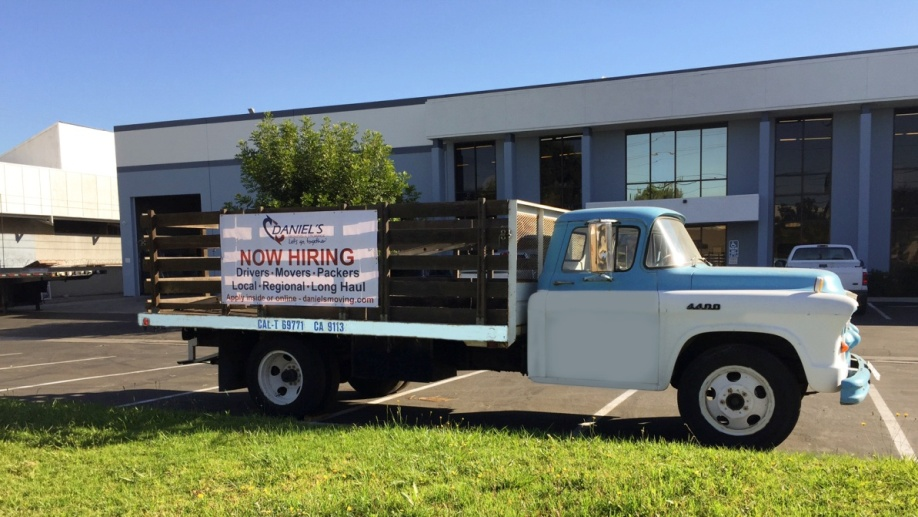 DANIEL'S
Lets go together
NOW HIRING
Drivers • Movers • Packers
Local • Regional • Long Haul
Apply inside or online - danielsmoving.com
CAL-T 69771 CA 9113
4400